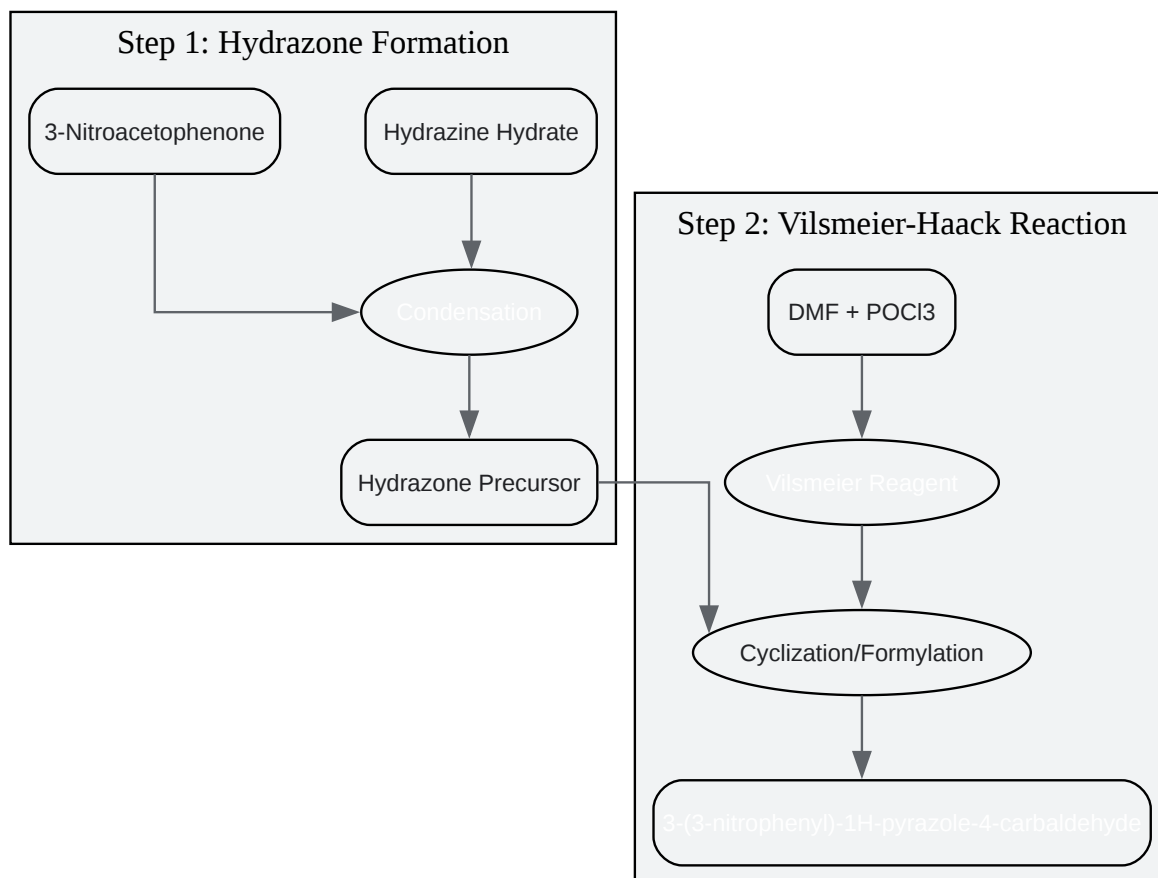 Step 1: Hydrazone Formation
3-Nitroacetophenone
Hydrazine Hydrate
Condensation
Hydrazone Precursor
Step 2: Vilsmeier-Haack Reaction
DMF + POCl3
Vilsmeier Reagent
Cyclization/Formylation
3-(3-nitrophenyl)-1H-pyrazole-4-carbaldehyde